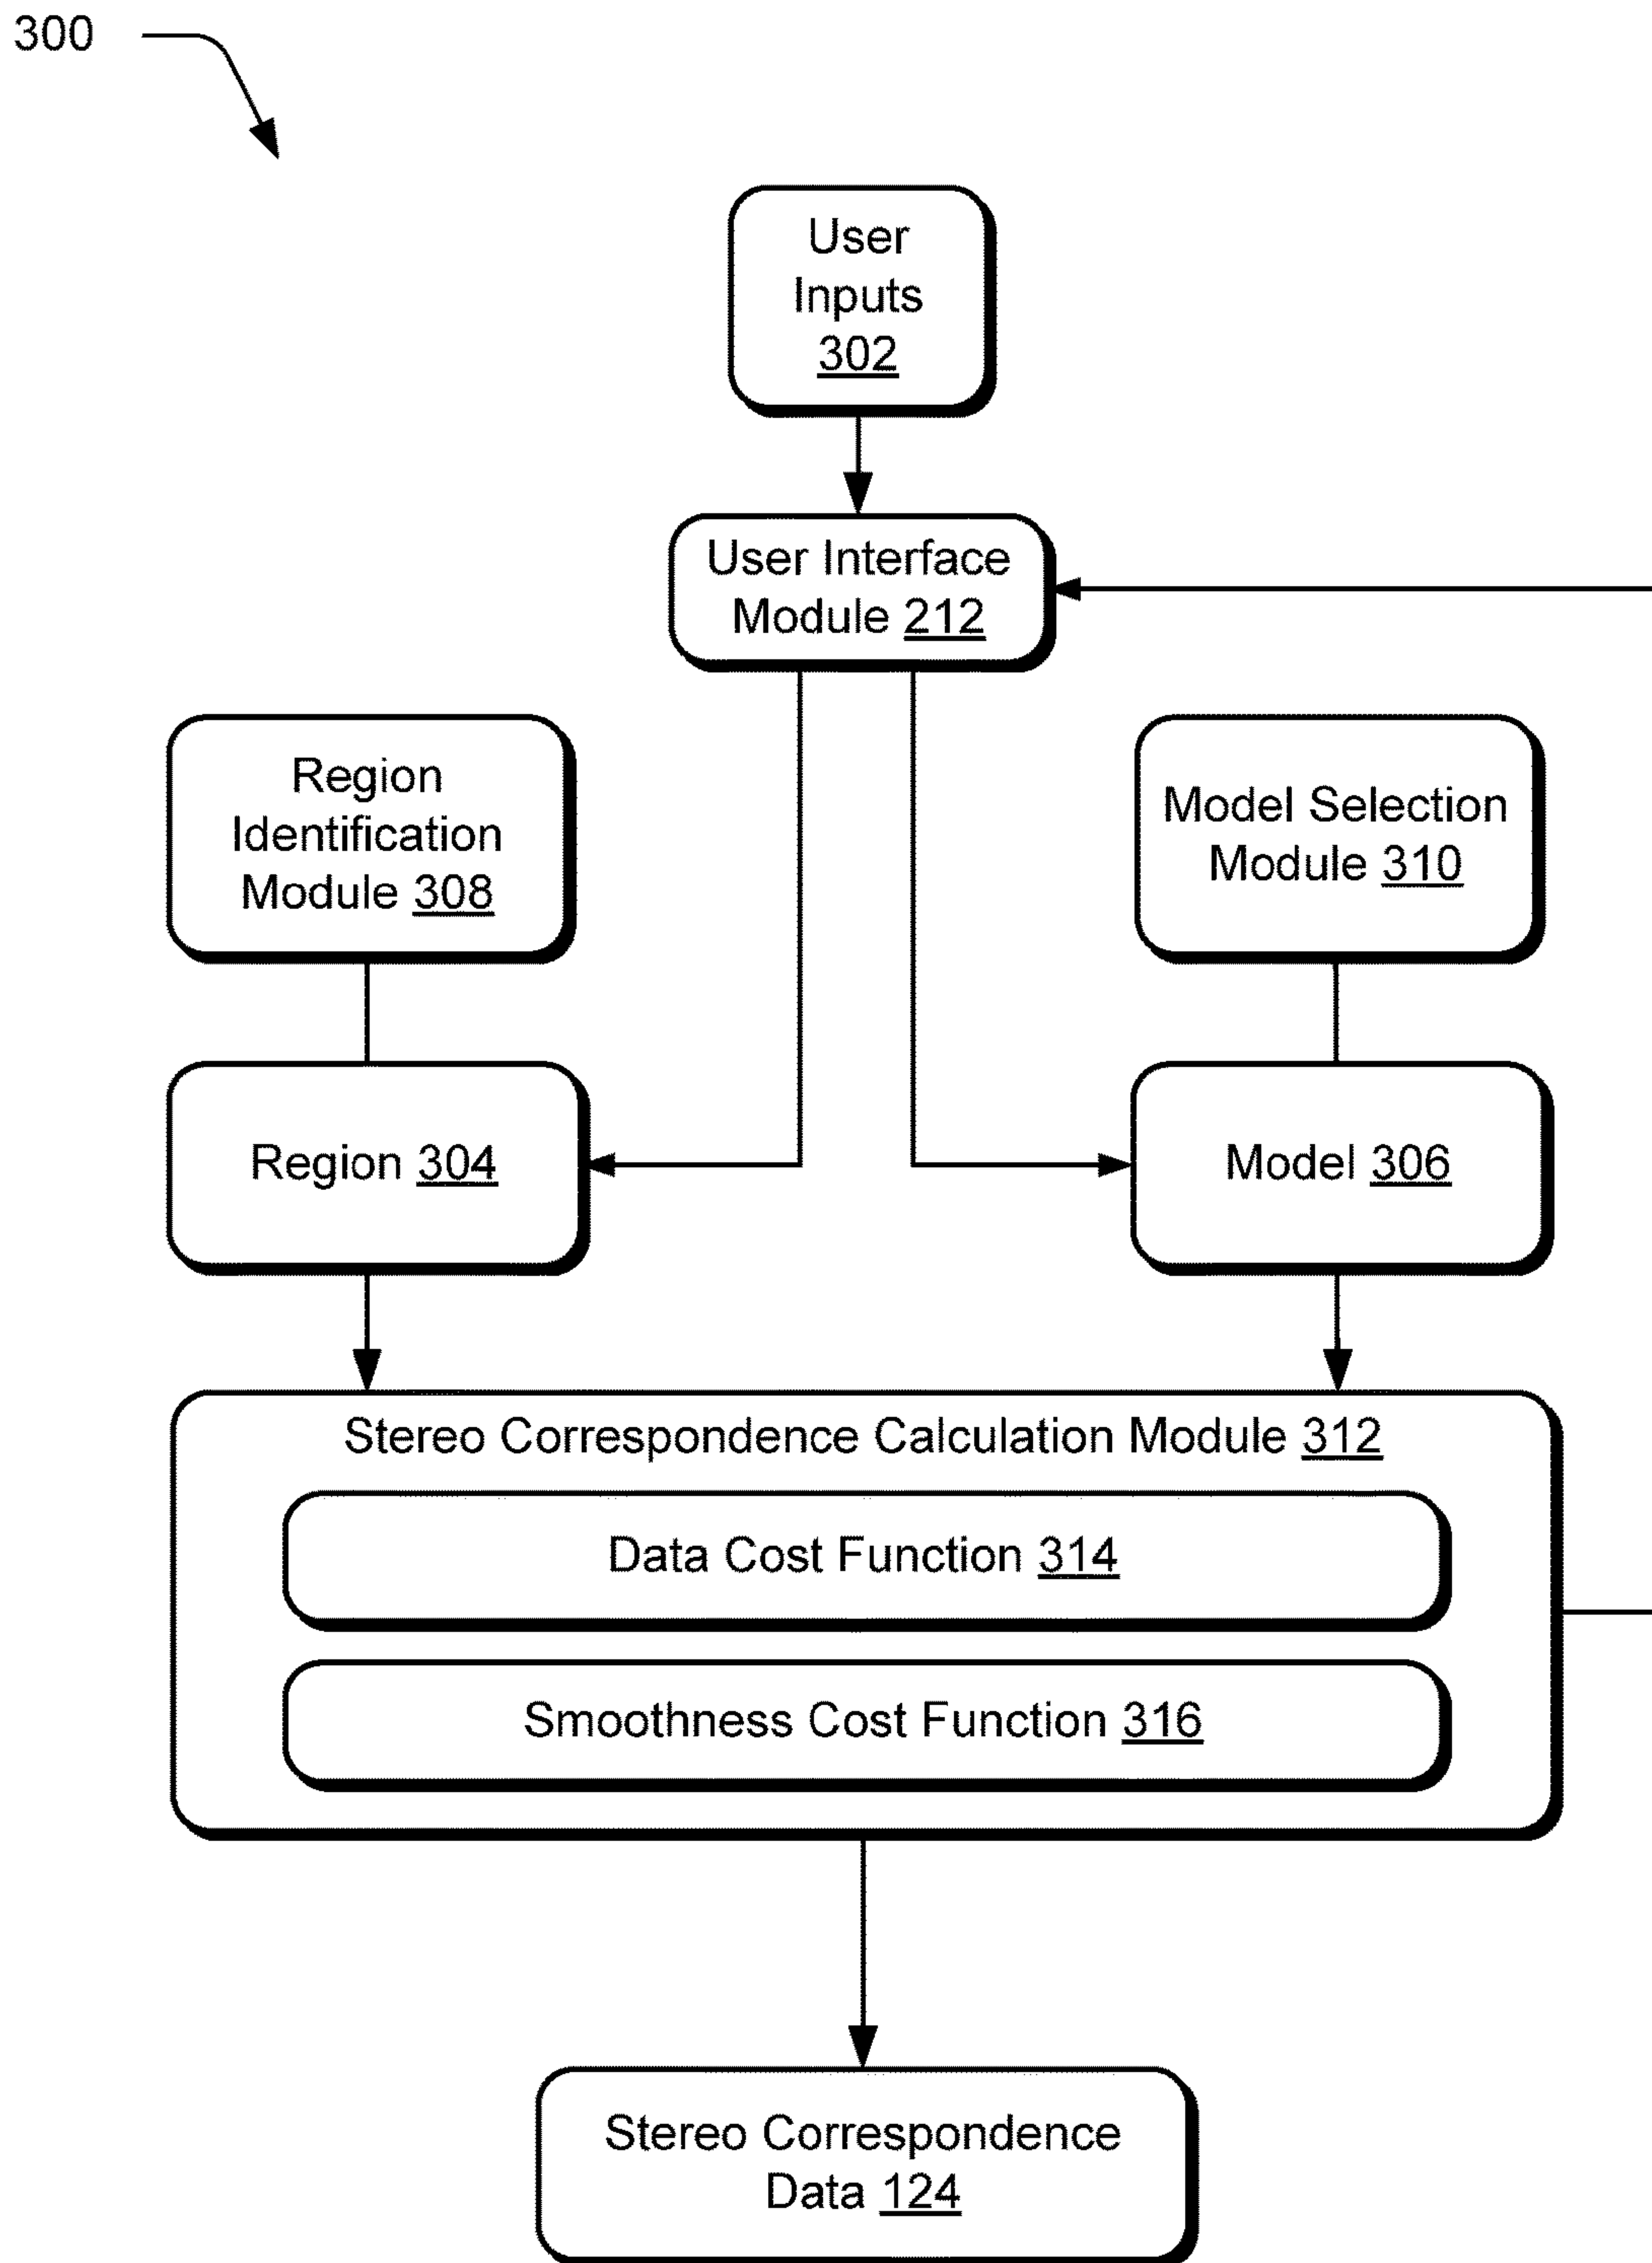 300
User
Inputs
302
User Interface
Module 212
Region
Identification
Module 308
Model Selection
Module 310
Region 304
Model 306
Stereo Correspondence Calculation Module 312
Data Cost Function 314
Smoothness Cost Function 316
Stereo Correspondence
Data 124